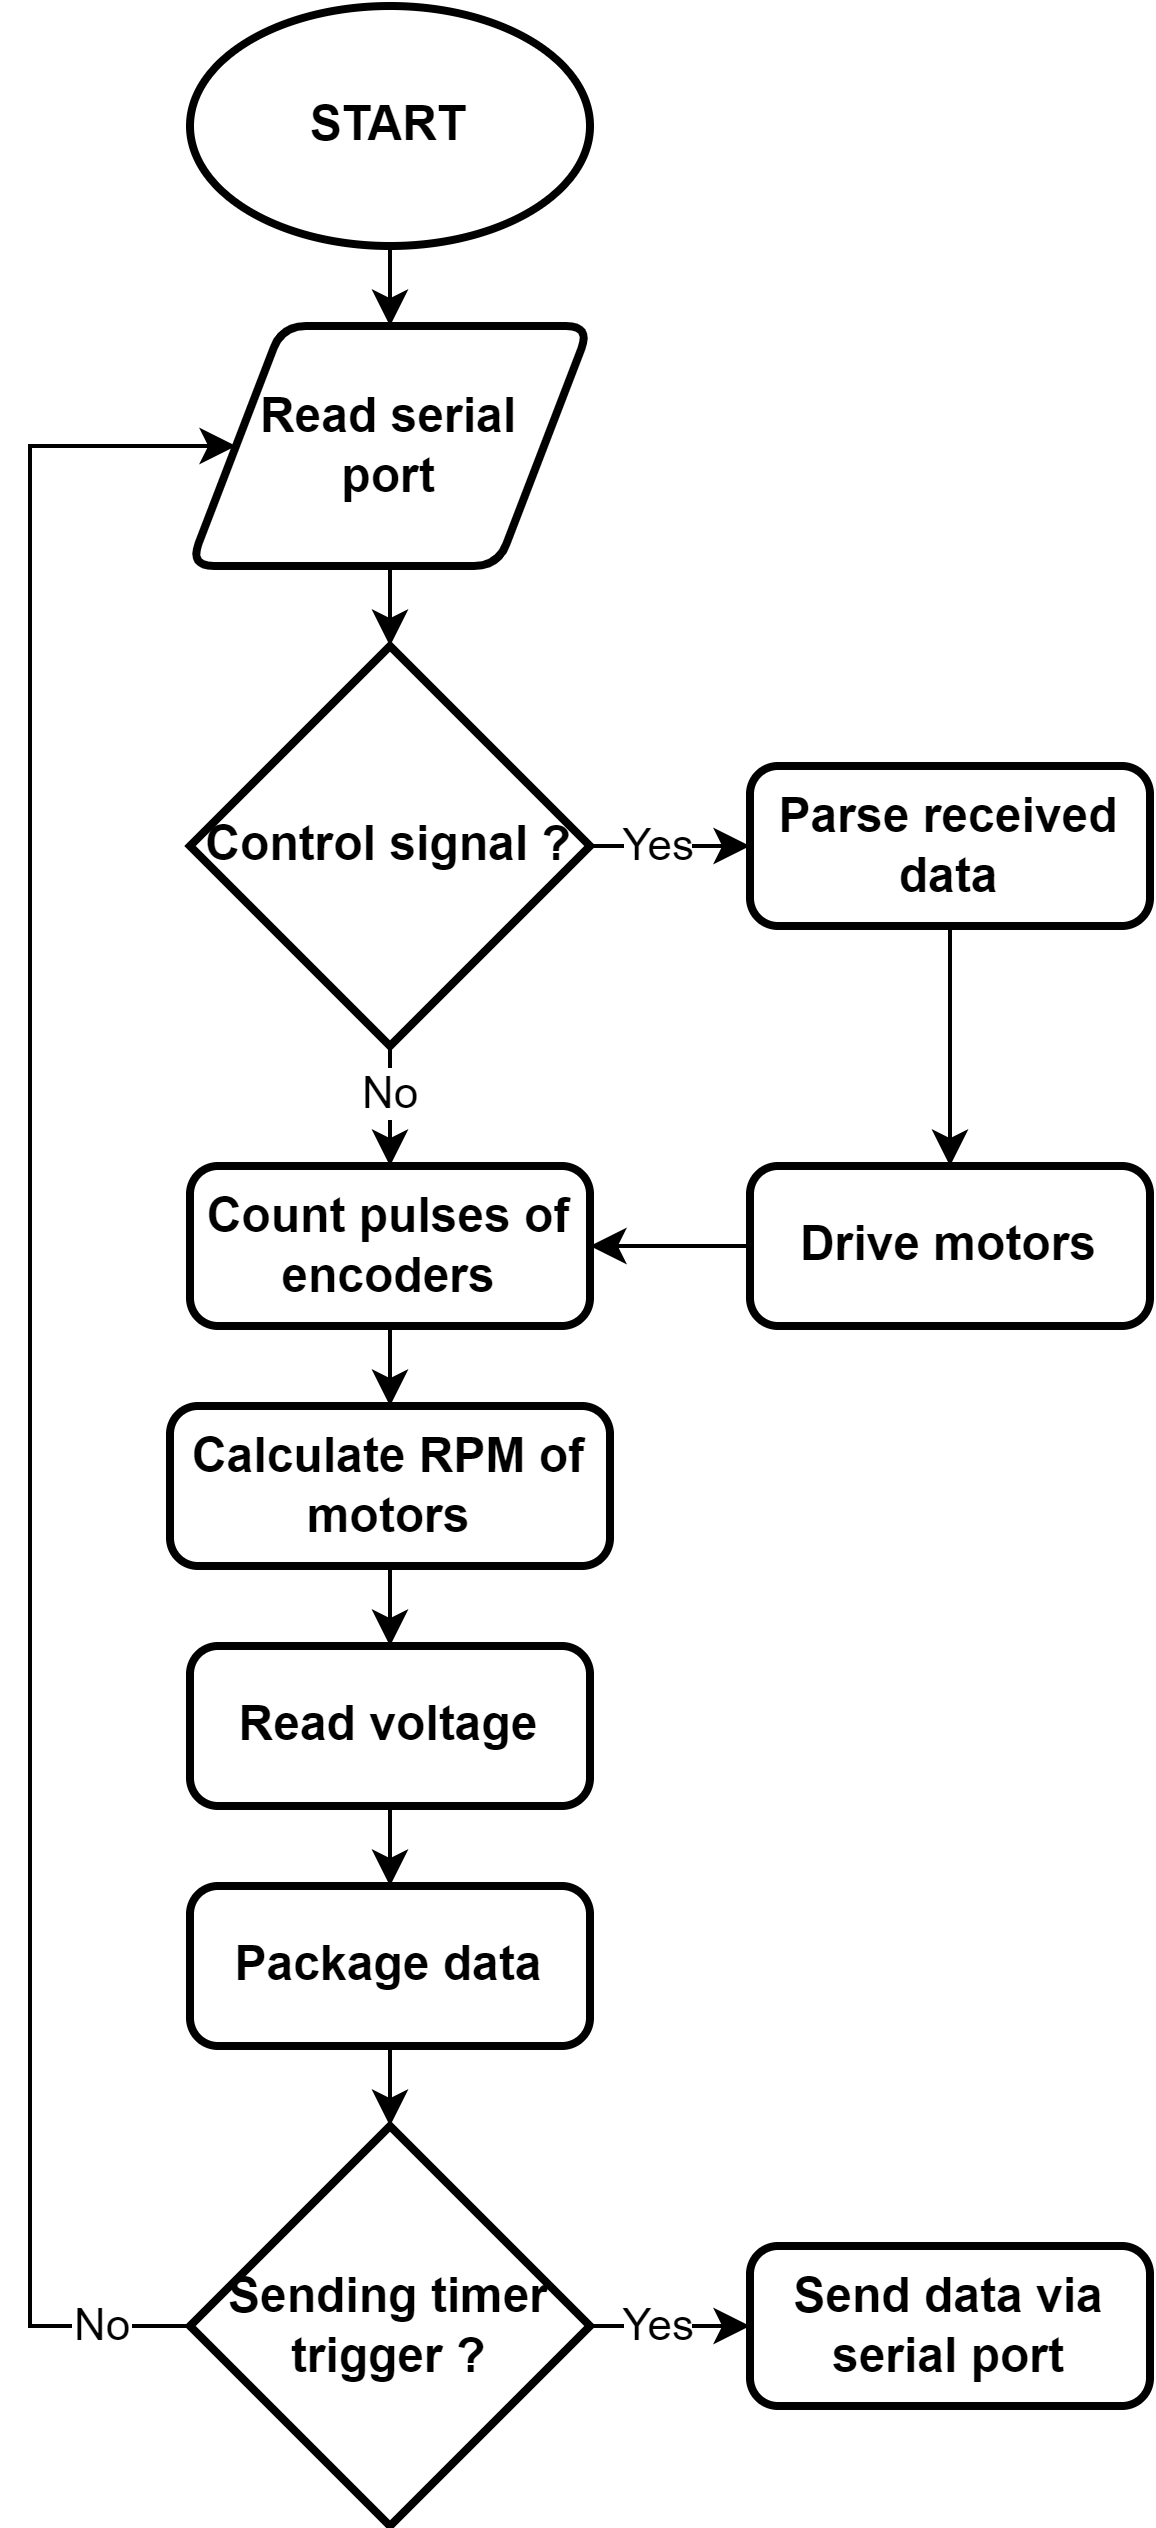 START
Read serial
port
Control signal ?
Yes
Parse received
data
No
Count pulses of
encoders
Drive motors
Calculate RPM of
motors
Read voltage
Package data
Sending timer
trigger ?
No
Yes
Send data via
serial port